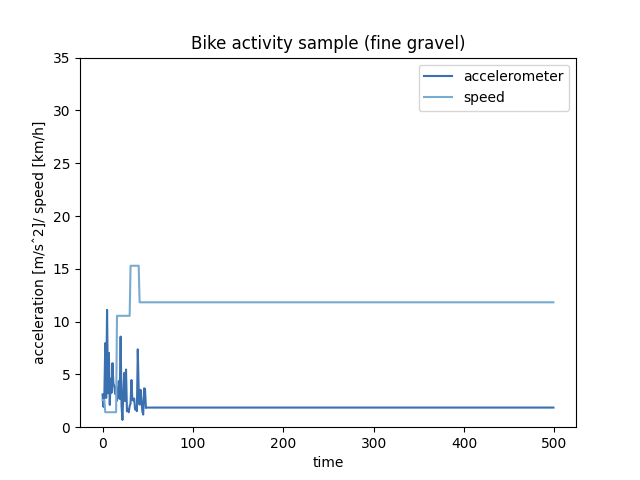 Bike activity sample (fine gravel)
accelerometer
speed
35
30
25
20
15
10
5
0
acceleration [m/sˆ2]/ speed [km/h]
0 100 200 300 400 500
time